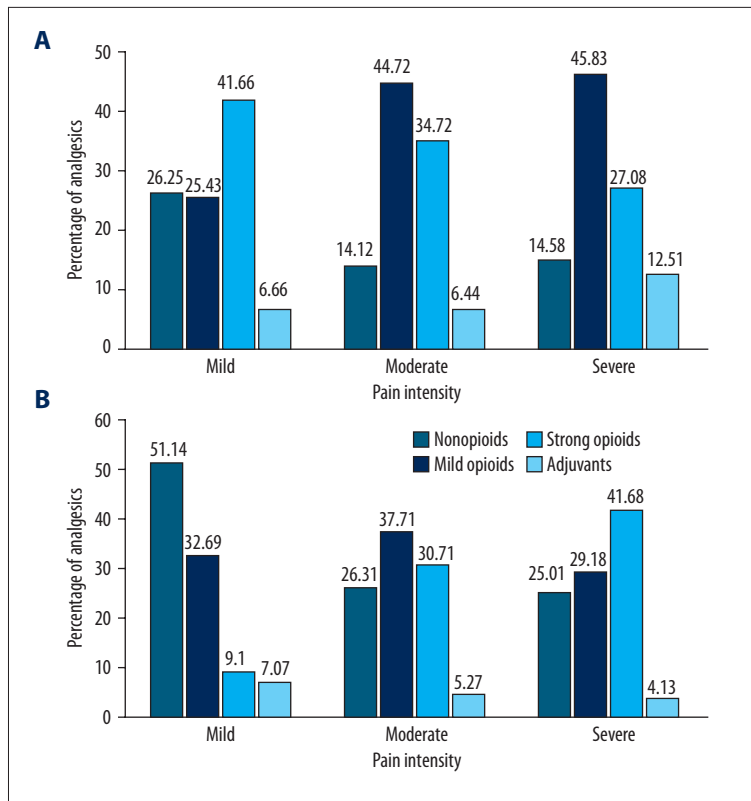 A
Percentage of analgesics
50
40
30
20
10
0
26.25
25.43
41.66
6.66
14.12
44.72
34.72
6.44
14.58
45.83
27.08
12.51
Mild
Moderate
Severe
Pain intensity
B
Percentage of analgesics
60
50
40
30
20
10
0
Nonopioids
Strong opioids
Mild opioids
Adjuvants
51.14
32.69
9.1
7.07
26.31
37.71
30.71
5.27
25.01
29.18
41.68
4.13
Mild
Moderate
Severe
Pain intensity